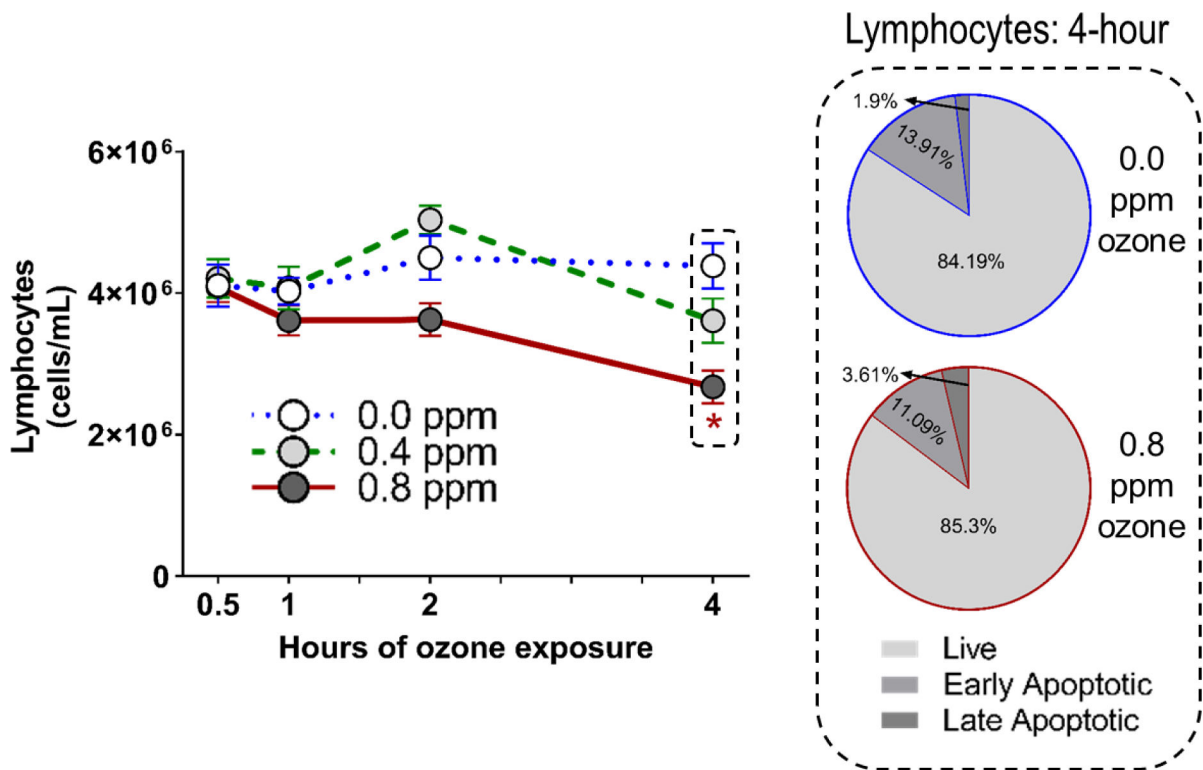 Lymphocytes: 4-hour
Lymphocytes
(cells/mL)
6×10⁶
4×10⁶
2×10⁶
0
0.5
1
2
4
Hours of ozone exposure
0.0 ppm
0.4 ppm
0.8 ppm
*
1.9%
13.91%
84.19%
0.0
ppm
ozone
3.61%
11.09%
85.3%
0.8
ppm
ozone
Live
Early Apoptotic
Late Apoptotic